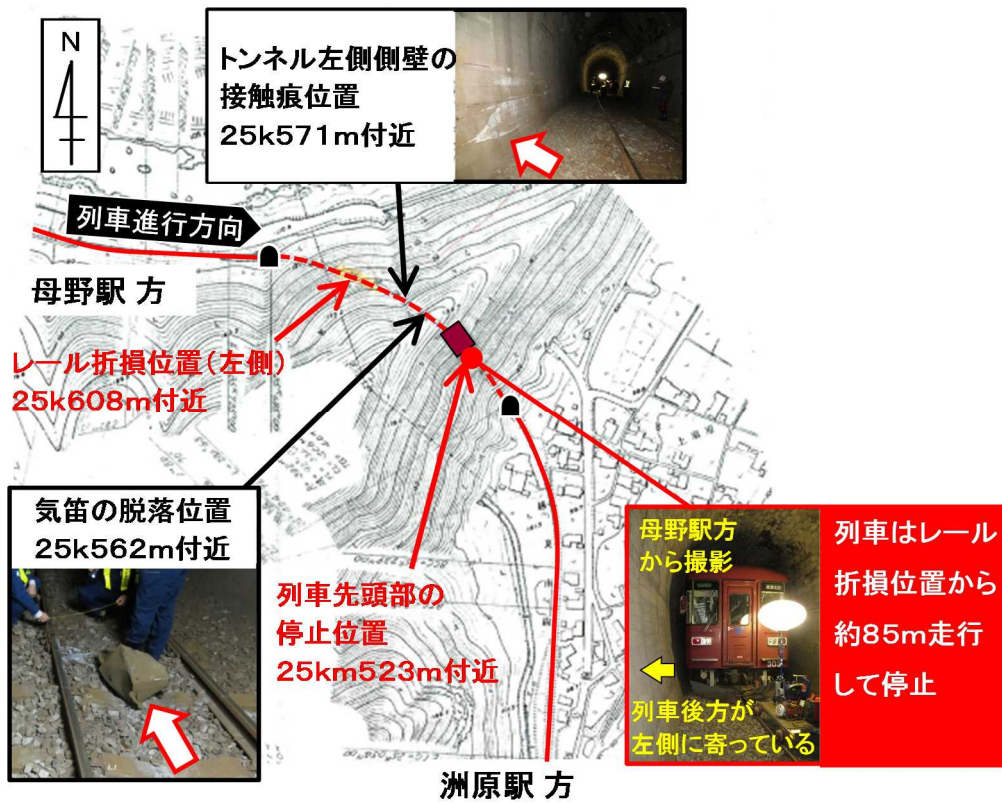 N
トンネル左側側壁の
接触痕位置
25k571m付近
列車進行方向
母野駅 方
レール折損位置(左側)
25k608m付近
気笛の脱落位置
25k562m付近
列車先頭部の
停止位置
25km523m付近
母野駅方
から撮影
列車後方が
左側に寄っている
列車はレール
折損位置から
約85m走行
して停止
洲原駅 方